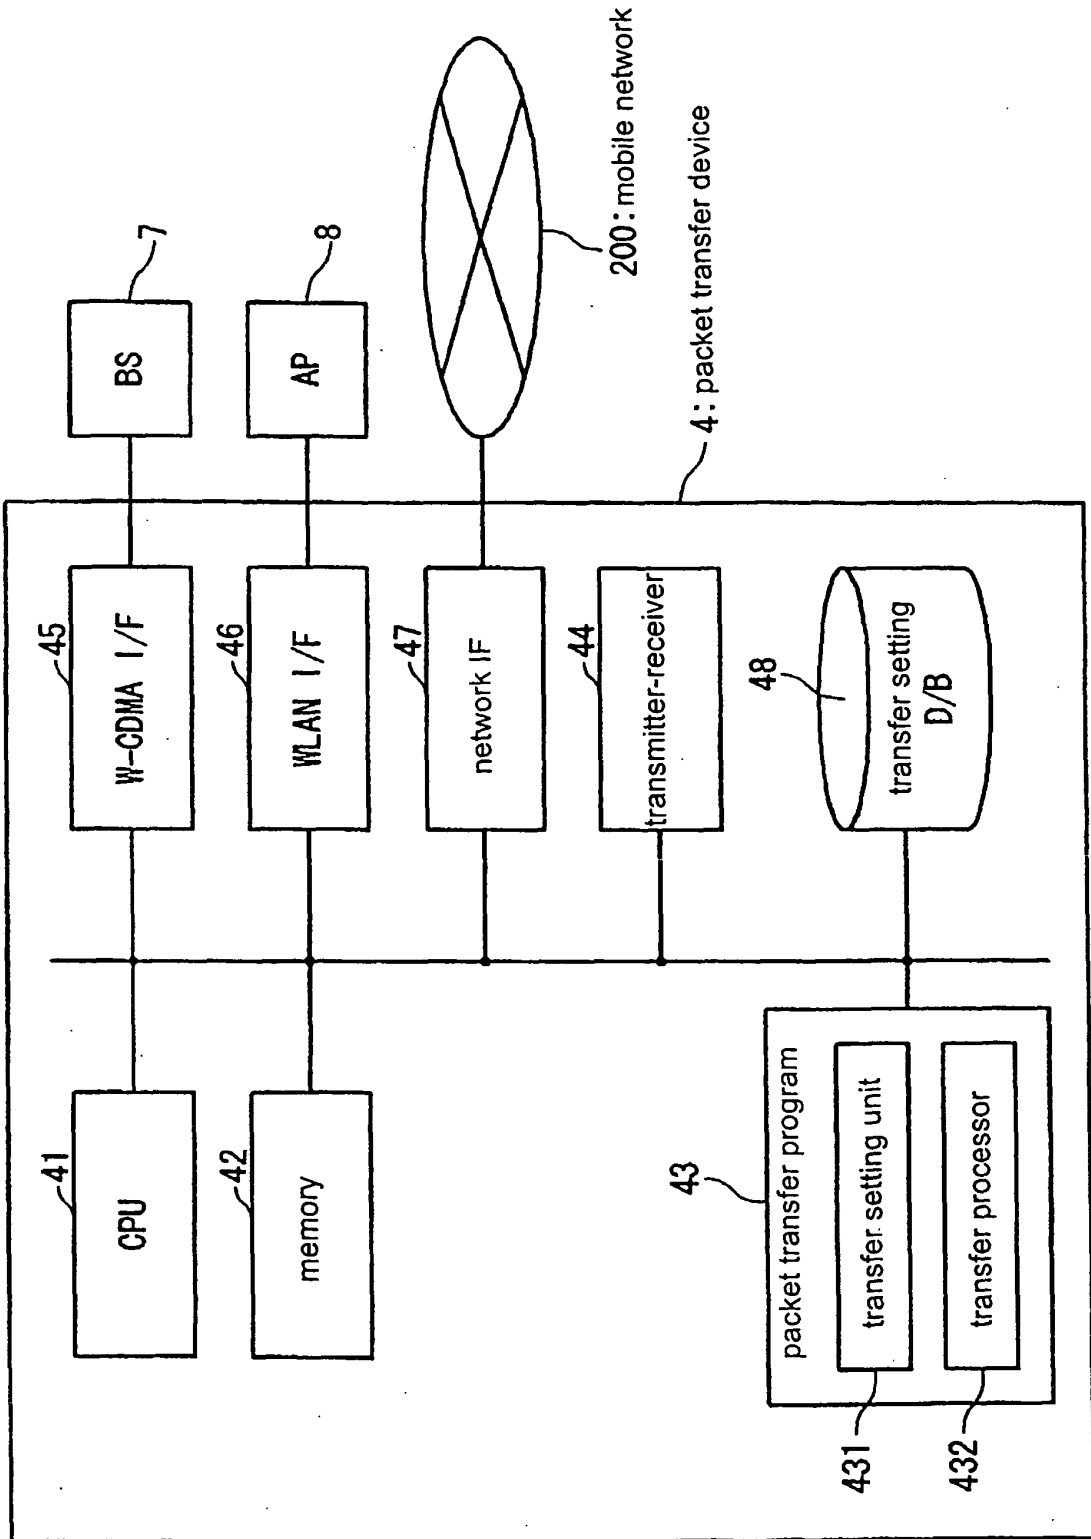 41
CPU
42
memory
43
packet transfer program
431
transfer setting unit
432
transfer processor
45
W-CDMA I/F
46
WLAN I/F
47
network IF
44
transmitter-receiver
48
transfer setting
D/B
BS
7
AP
8
200: mobile network
4: packet transfer device